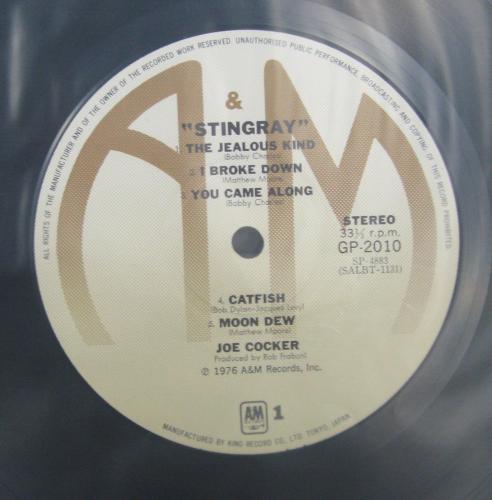 ALL RIGHTS OF THE MANUFACTURER AND OF THE OWNER OF THE RECORDED WORK RESERVED. UNAUTHORISED PUBLIC PERFORMANCE, BROADCASTING AND COPYING OF THIS RECORD PROHIBITED.
A & M
"STINGRAY"
1. THE JEALOUS KIND
(Bobby Charles)
2. I BROKE DOWN
(Matthew Moore)
3. YOU CAME ALONG
(Bobby Charles)
STEREO
33⅓ r.p.m.
GP-2010
SP-4883
(SALBT-1131)
4. CATFISH
(Bob Dylan-Jacques Levy)
5. MOON DEW
(Matthew Moore)
JOE COCKER
Produced by Rob Fraboni
℗ 1976 A&M Records, Inc.
AM 1
MANUFACTURED BY KING RECORD CO., LTD. TOKYO, JAPAN